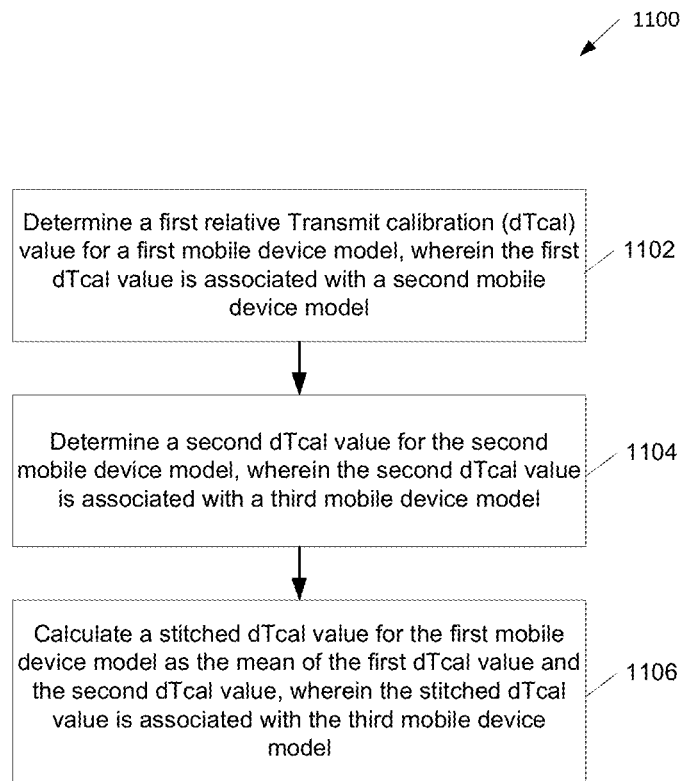 1100
Determine a first relative Transmit calibration (dTcal)
value for a first mobile device model, wherein the first
dTcal value is associated with a second mobile
device model
1102
Determine a second dTcal value for the second
mobile device model, wherein the second dTcal value
is associated with a third mobile device model
1104
Calculate a stitched dTcal value for the first mobile
device model as the mean of the first dTcal value and
the second dTcal value, wherein the stitched dTcal
value is associated with the third mobile device
model
1106